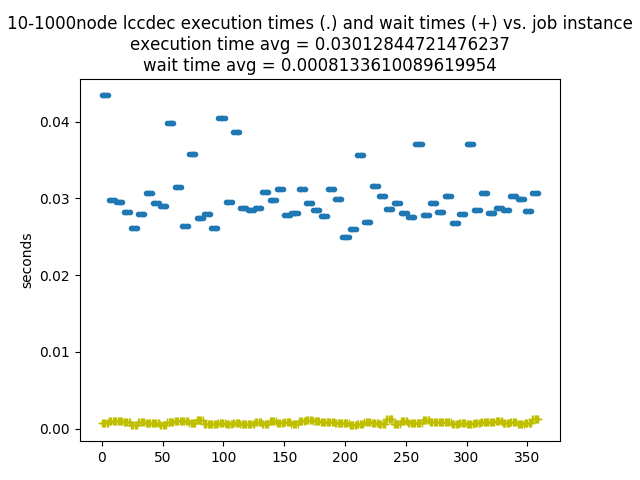 10-1000node lccdec execution times (.) and wait times (+) vs. job instance
execution time avg = 0.03012844721476237
wait time avg = 0.0008133610089619954
0.04
0.03
seconds
0.02
0.01
0.00
0 50 100 150 200 250 300 350